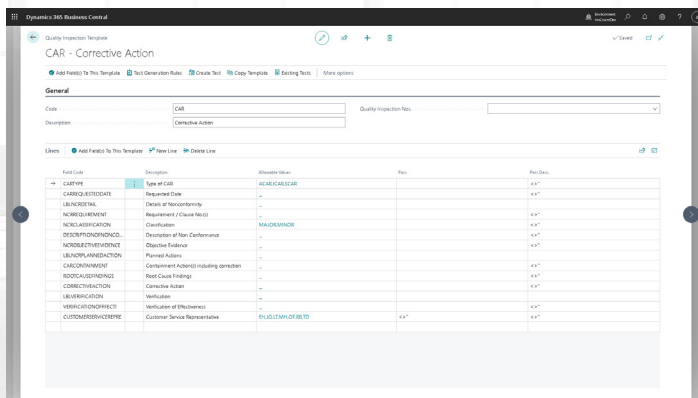 Dynamics 365 Business Central
Environment:
Quality Inspection Template
Saved
CAR - Corrective Action
Add Field(s) To This Template Test Generation Rules Create Test Copy Template Existing Tests More options
General
Code CAR Quality Inspection Nos.
Description Corrective Action
Lines Add Field(s) To This Template New Line Delete Line
Field Code Description Allowable Values Pass Pass Desc.
→ CARTYPE Type of CAR ACAR,ICAR,SCAR <>''
CARREQUESTEDDATE Requested Date _ <>''
LBLNCRDETAIL Details of Nonconformity _
NCRREQUIREMENT Requirement / Clause No.(s) _ <>''
NCRCLASSIFICATION Classification MAJOR,MINOR <>''
DESCRIPTIONOFNONCO... Description of Non Conformance _ <>''
NCROBJECTIVEEVIDENCE Objective Evidence _ <>''
LBLNCRPLANNEDACTION Planned Actions _
CARCONTAINMENT Containment Action(s) including correction _ <>''
ROOTCAUSEFINDINGS Root Cause Findings _ <>''
CORRECTIVEACTION Corrective Action _ <>''
LBLVERIFICATION Verification _
VERIFICATIONOFEFFECTI Verification of Effectiveness _ <>''
CUSTOMERSERVICEREPRE Customer Service Representative <>'' <>''